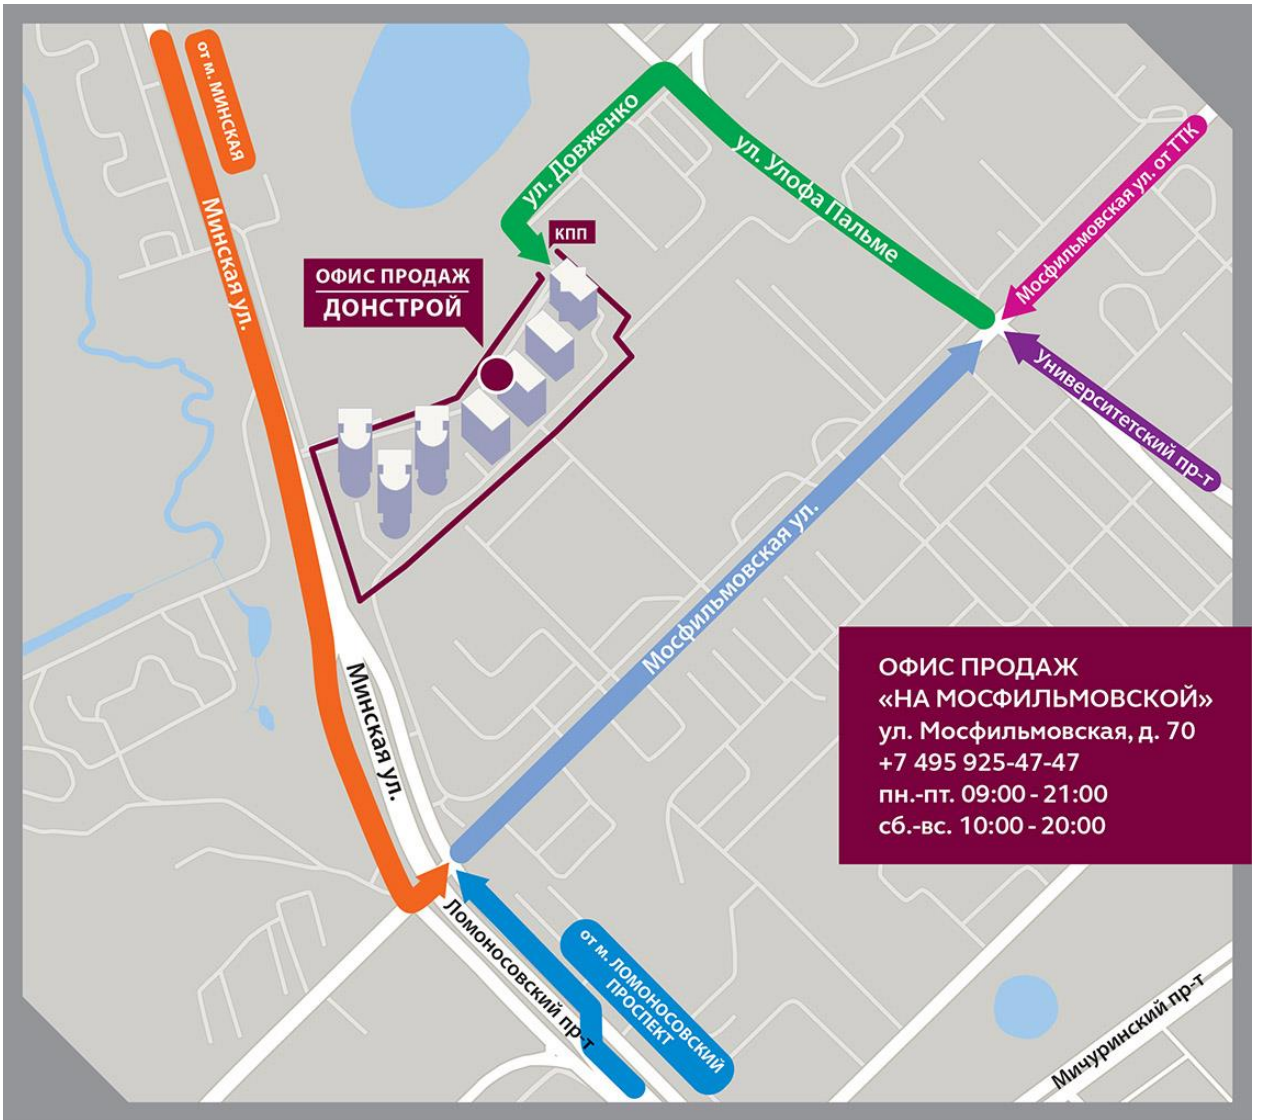 от м. МИНСКАЯ
Минская ул.
ул. Довженко
ул. Улофа Пальме
Мосфильмовская ул. от ТТК
КПП
ОФИС ПРОДАЖ
ДОНСТРОЙ
Университетский пр-т
Мосфильмовская ул.
Минская ул.
ОФИС ПРОДАЖ
«НА МОСФИЛЬМОВСКОЙ»
ул. Мосфильмовская, д. 70
+7 495 925-47-47
пн.-пт. 09:00 - 21:00
сб.-вс. 10:00 - 20:00
Ломоносовский пр-т
от м. ЛОМОНОСОВСКИЙ
ПРОСПЕКТ
Мичуринский пр-т